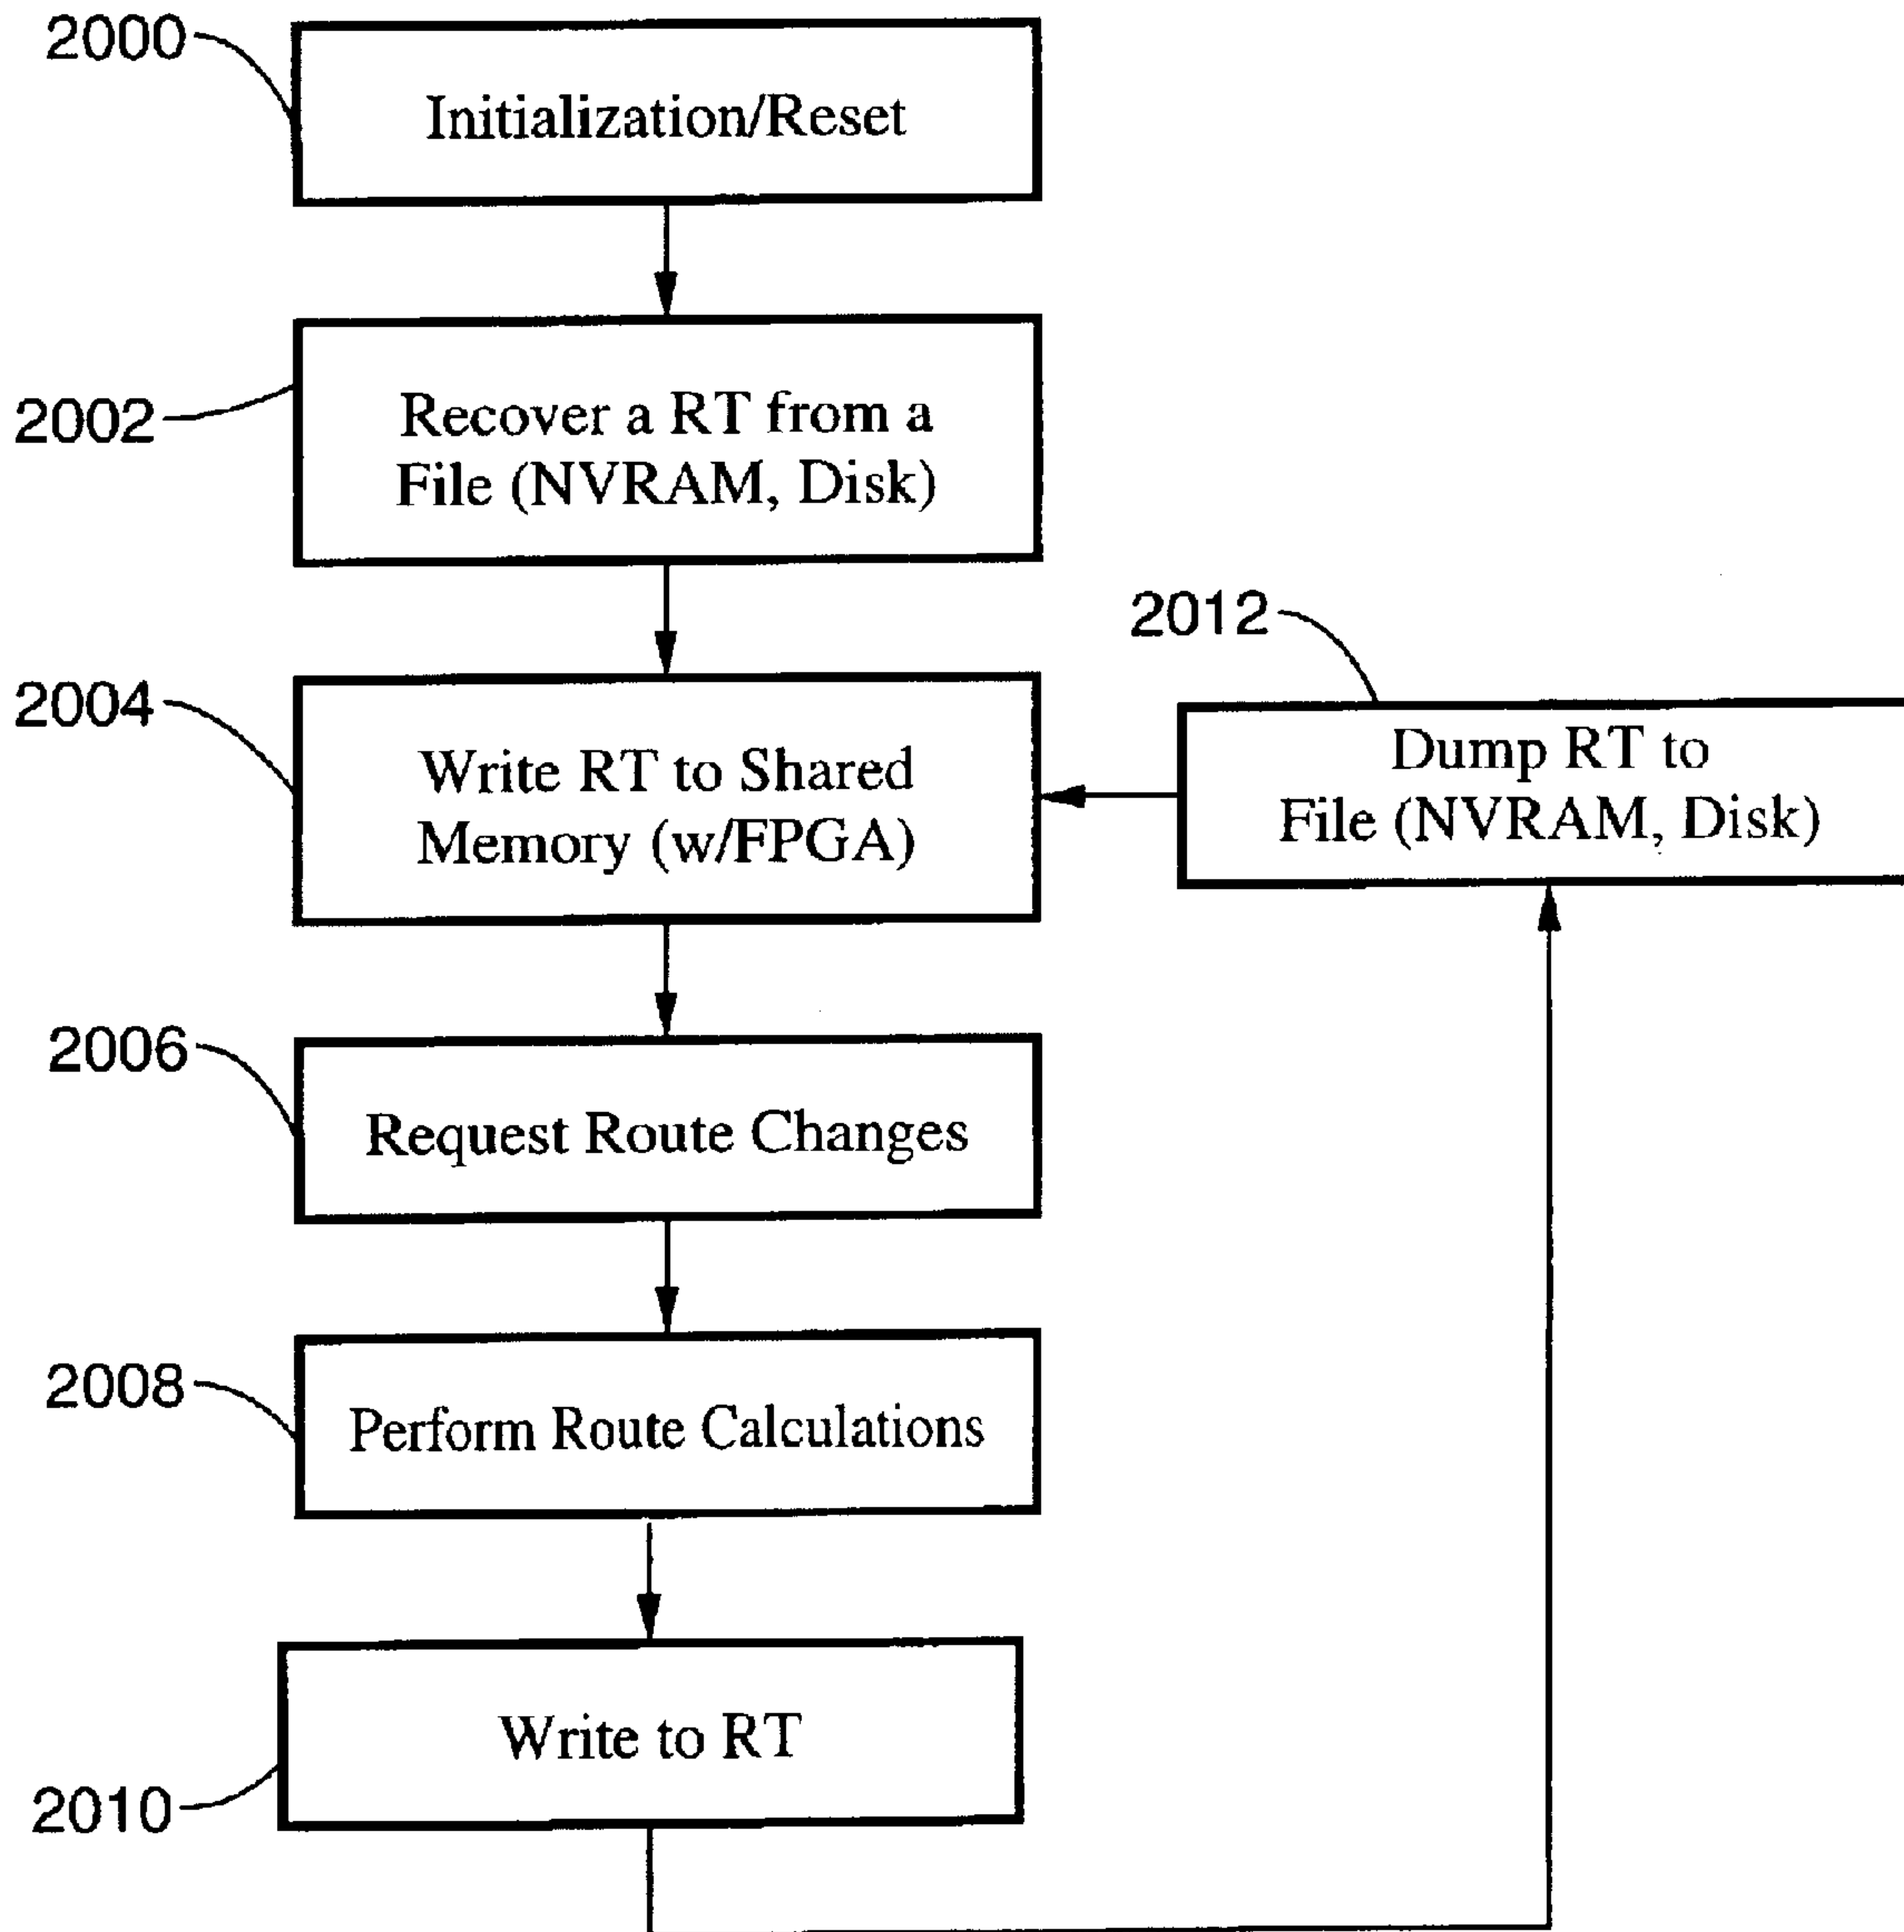 2000
Initialization/Reset
2002
Recover a RT from a
File (NVRAM, Disk)
2004
Write RT to Shared
Memory (w/FPGA)
2012
Dump RT to
File (NVRAM, Disk)
2006
Request Route Changes
2008
Perform Route Calculations
2010
Write to RT